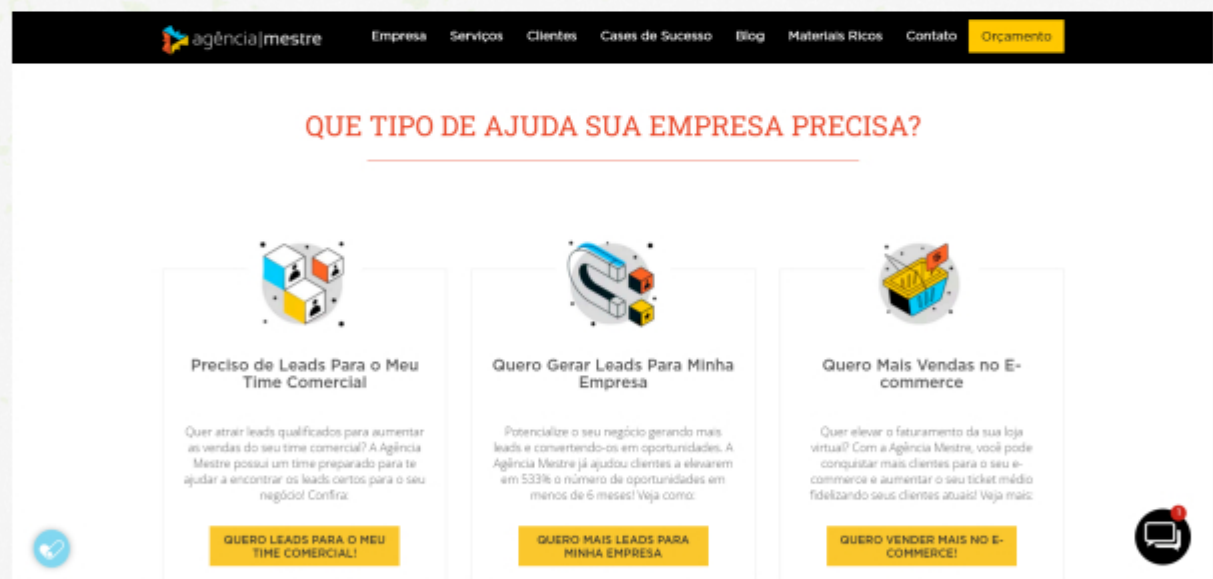 agência|mestre Empresa Serviços Clientes Cases de Sucesso Blog Materiais Ricos Contato Orçamento
QUE TIPO DE AJUDA SUA EMPRESA PRECISA?
Preciso de Leads Para o Meu
Time Comercial
Quer atrair leads qualificados para aumentar
as vendas do seu time comercial? A Agência
Mestre possui um time preparado para te
ajudar a encontrar os leads certos para o seu
negócio! Confira:
QUERO LEADS PARA O MEU
TIME COMERCIAL!
Quero Gerar Leads Para Minha
Empresa
Potencialize o seu negócio gerando mais
leads e convertendo-os em oportunidades. A
Agência Mestre já ajudou clientes a elevarem
em 533% o número de oportunidades em
menos de 6 meses! Veja como:
QUERO MAIS LEADS PARA
MINHA EMPRESA
Quero Mais Vendas no E-
commerce
Quer elevar o faturamento da sua loja
virtual? Com a Agência Mestre, você pode
conquistar mais clientes para o seu e-
commerce e aumentar o seu ticket médio
fidelizando seus clientes atuais! Veja mais:
QUERO VENDER MAIS NO E-
COMMERCE!
1